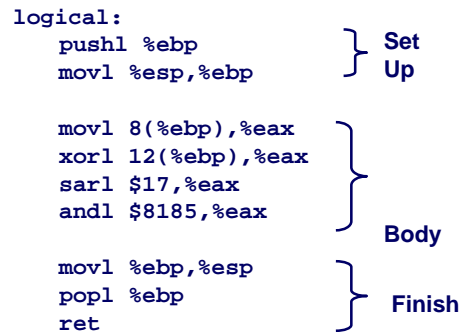 logical:
pushl %ebp
movl %esp,%ebp
Set
Up
movl 8(%ebp),%eax
xorl 12(%ebp),%eax
sarl $17,%eax
andl $8185,%eax
Body
movl %ebp,%esp
popl %ebp
ret
Finish